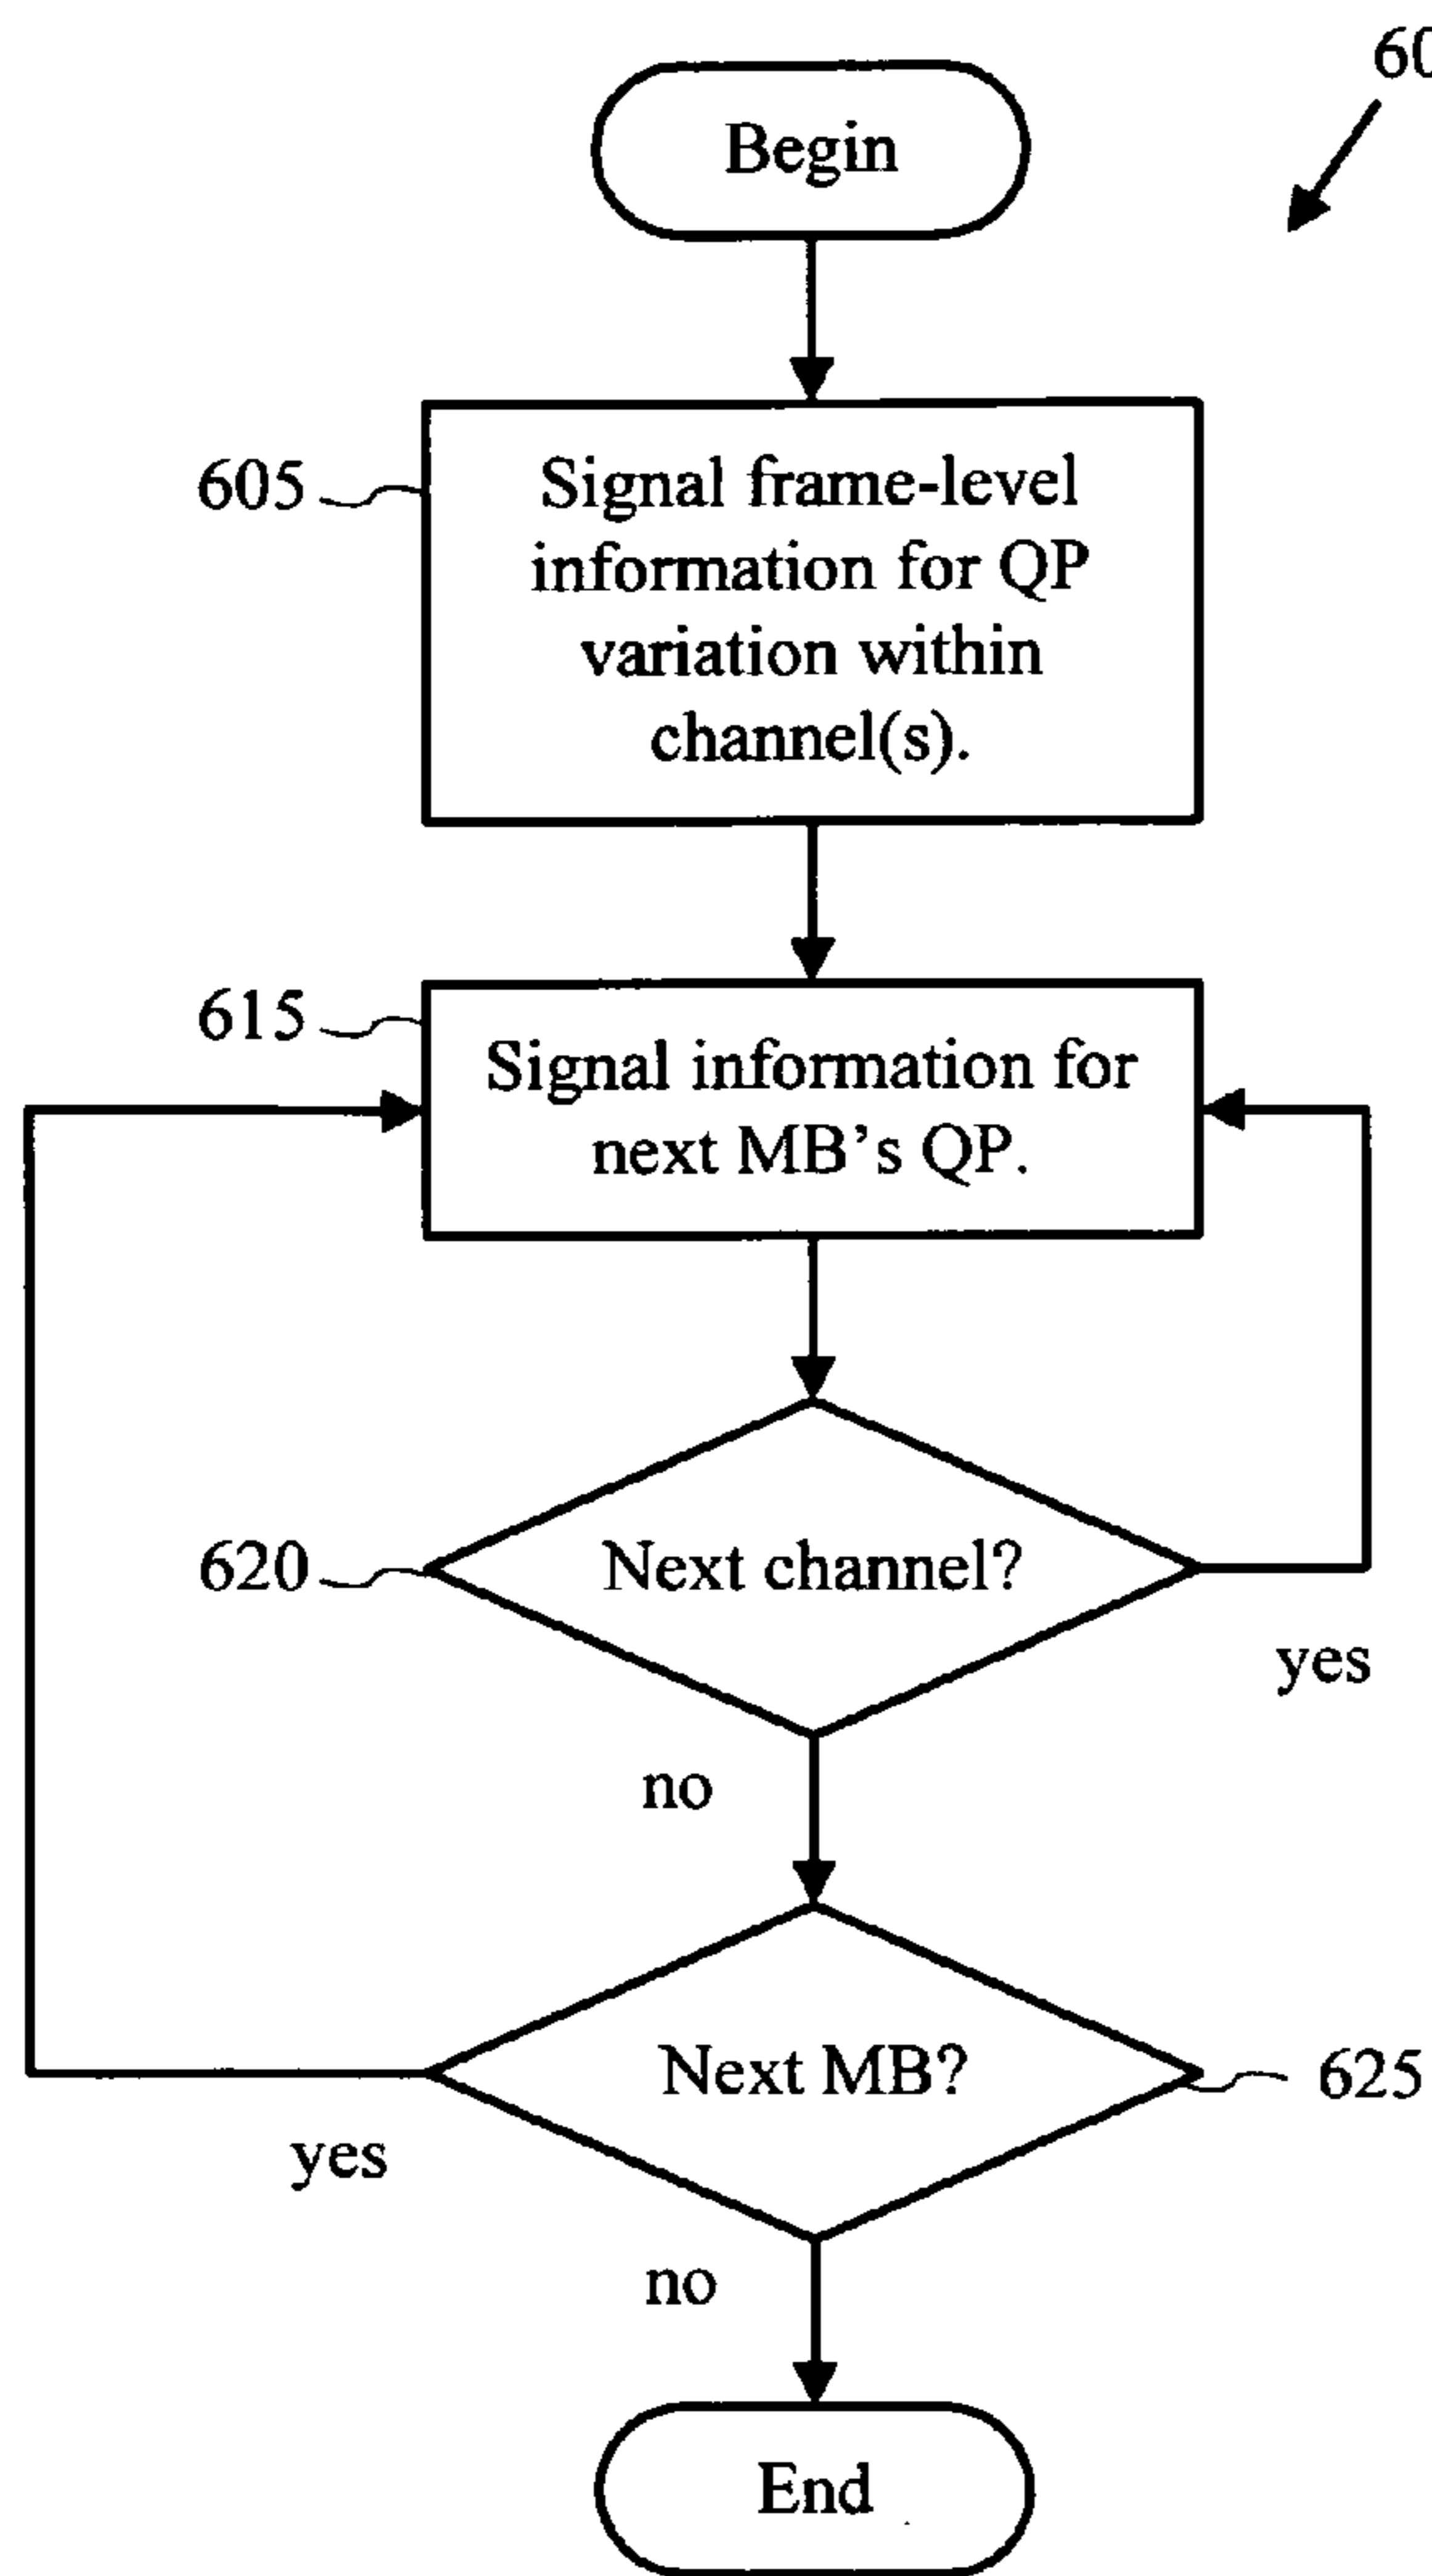 Begin
605
Signal frame-level
information for QP
variation within
channel(s).
615
Signal information for
next MB's QP.
620
Next channel?
yes
no
Next MB?
625
yes
no
End